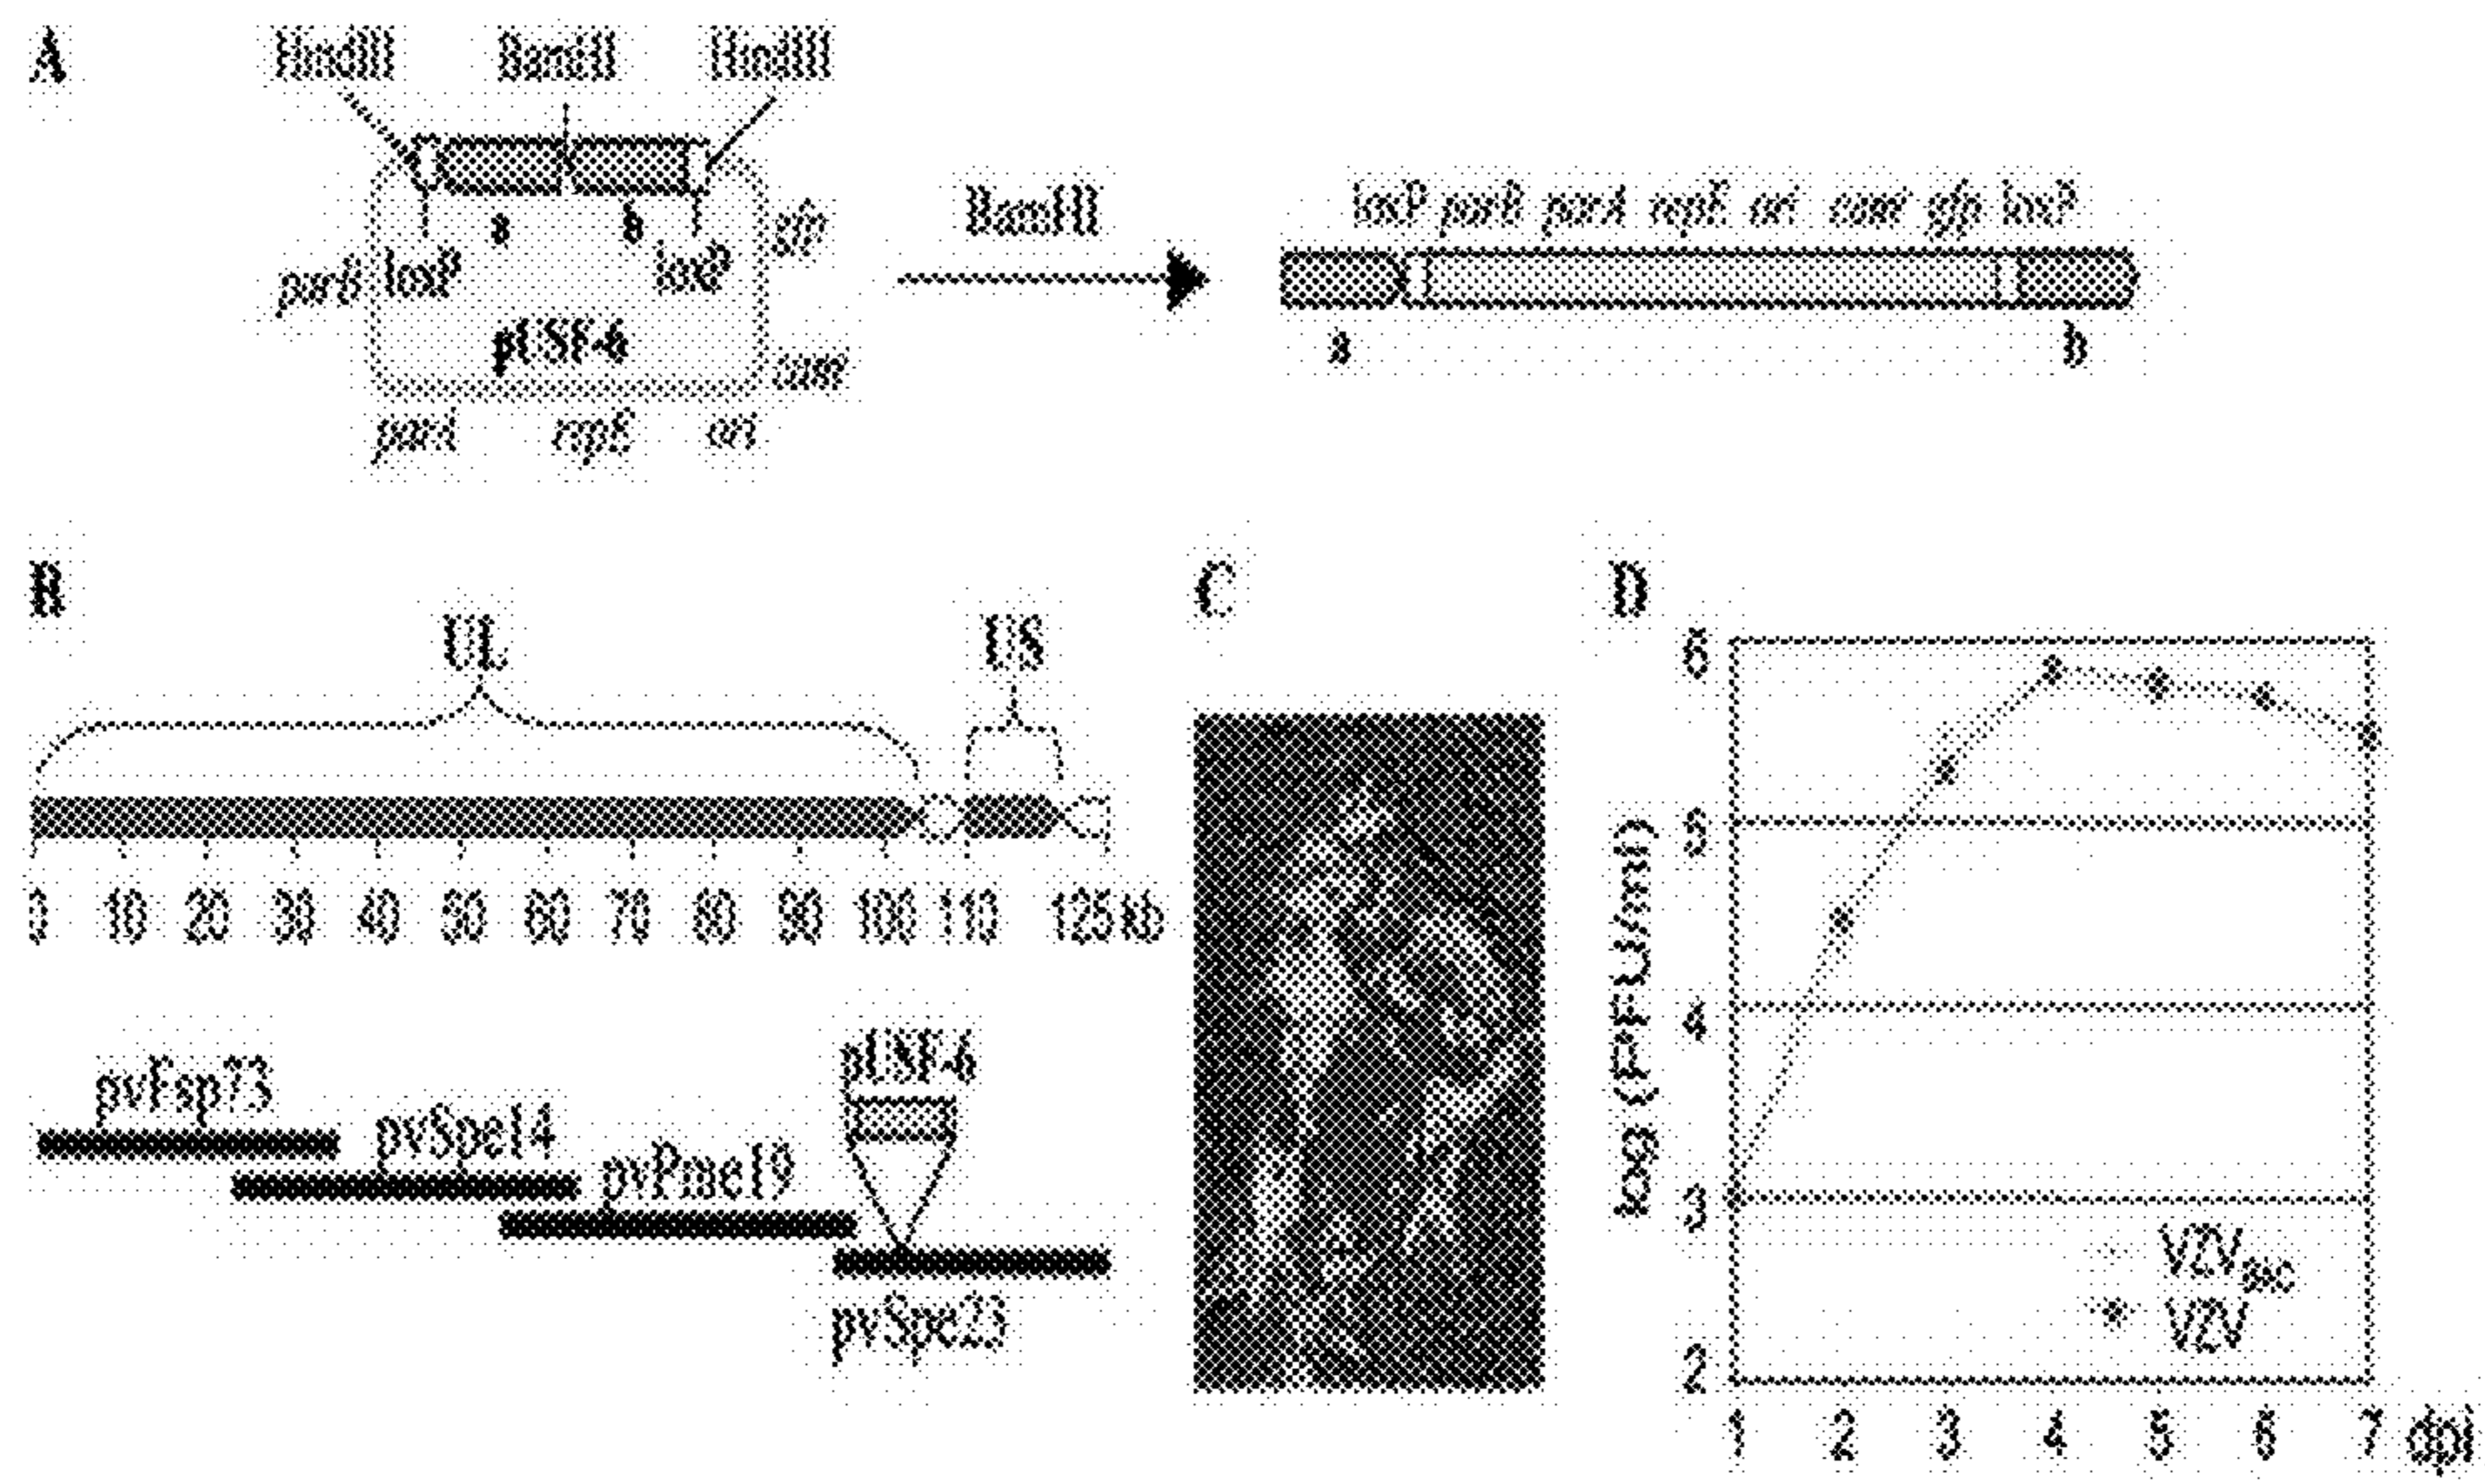 A
HindIII BamHI HindIII
a b
parB loxP loxP gfp
pUSF-6
cam
parA repE ori
BamHI
loxP parB parA repE ori cam gfp loxP
a b
B
UL US
0 10 20 30 40 50 60 70 80 90 100 110 125 kb
pvFsp73
pvSpe14
pvPme19
pUSF-6
pvSpe23
C
D
log (PFU/ml)
6
5
4
3
2
VZV BAC
VZV
1 2 3 4 5 6 7 dpi